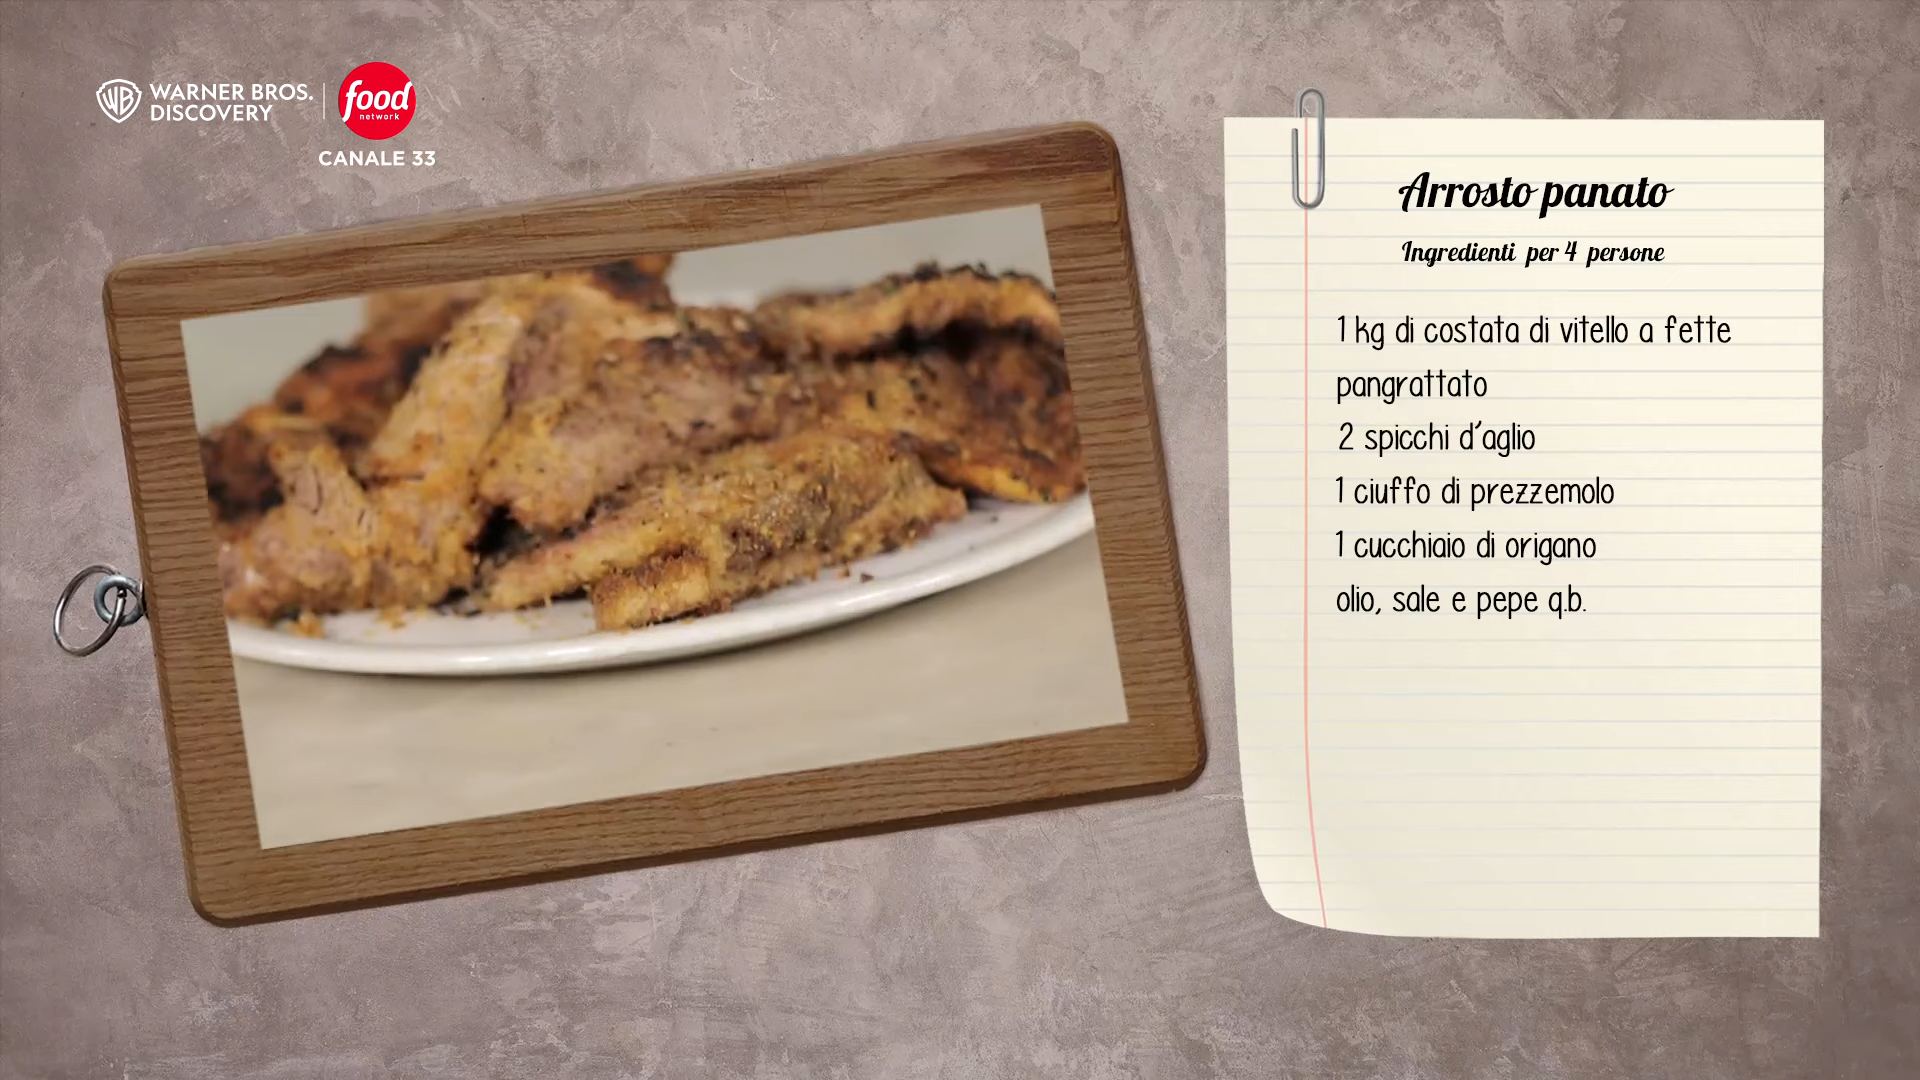 WARNER BROS.
DISCOVERY
food
network
CANALE 33
Arrosto panato
Ingredienti per 4 persone
1 kg di costata di vitello a fette
pangrattato
2 spicchi d'aglio
1 ciuffo di prezzemolo
1 cucchiaio di origano
olio, sale e pepe q.b.